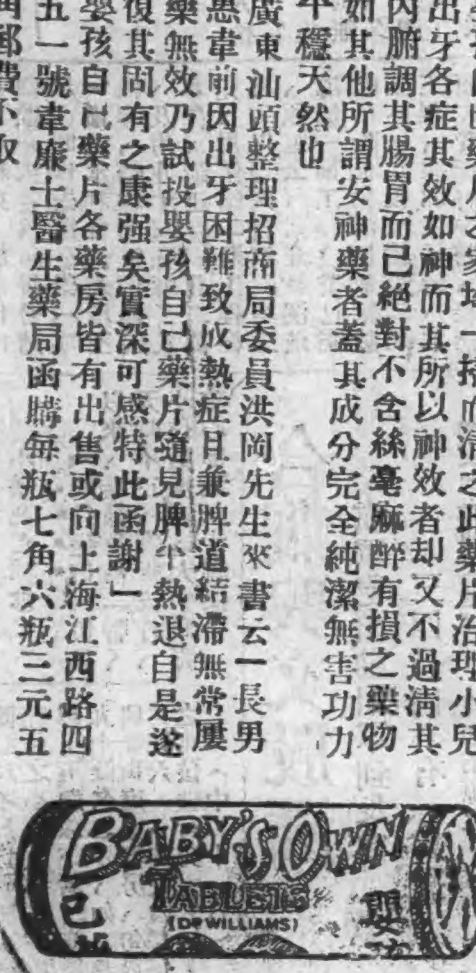 出牙各症其效如神而其所以神效者却又不過清其
內腑調其腸胃而已絕對不含絲毫麻醉有損之藥物
如其他所謂安神藥者蓋其成分完全純潔無害功力
平穩天然也
廣東汕頭整理招商局委員洪岡先生來書云一長男
惠韋前因出牙困難致成熱症且兼脾道結滯無常屢
藥無效乃試投嬰孩自己藥片隨見脾平熱退自是遂
復其固有之康强矣實深可感特此函謝」
嬰孩自己藥片各藥房皆有出售或向上海江西路四
五一號韋廉士醫生藥局函購每瓶七角六瓶三元五
郵費不取
BABY'S OWN
TABLETS
(DR WILLIAMS)
嬰
己